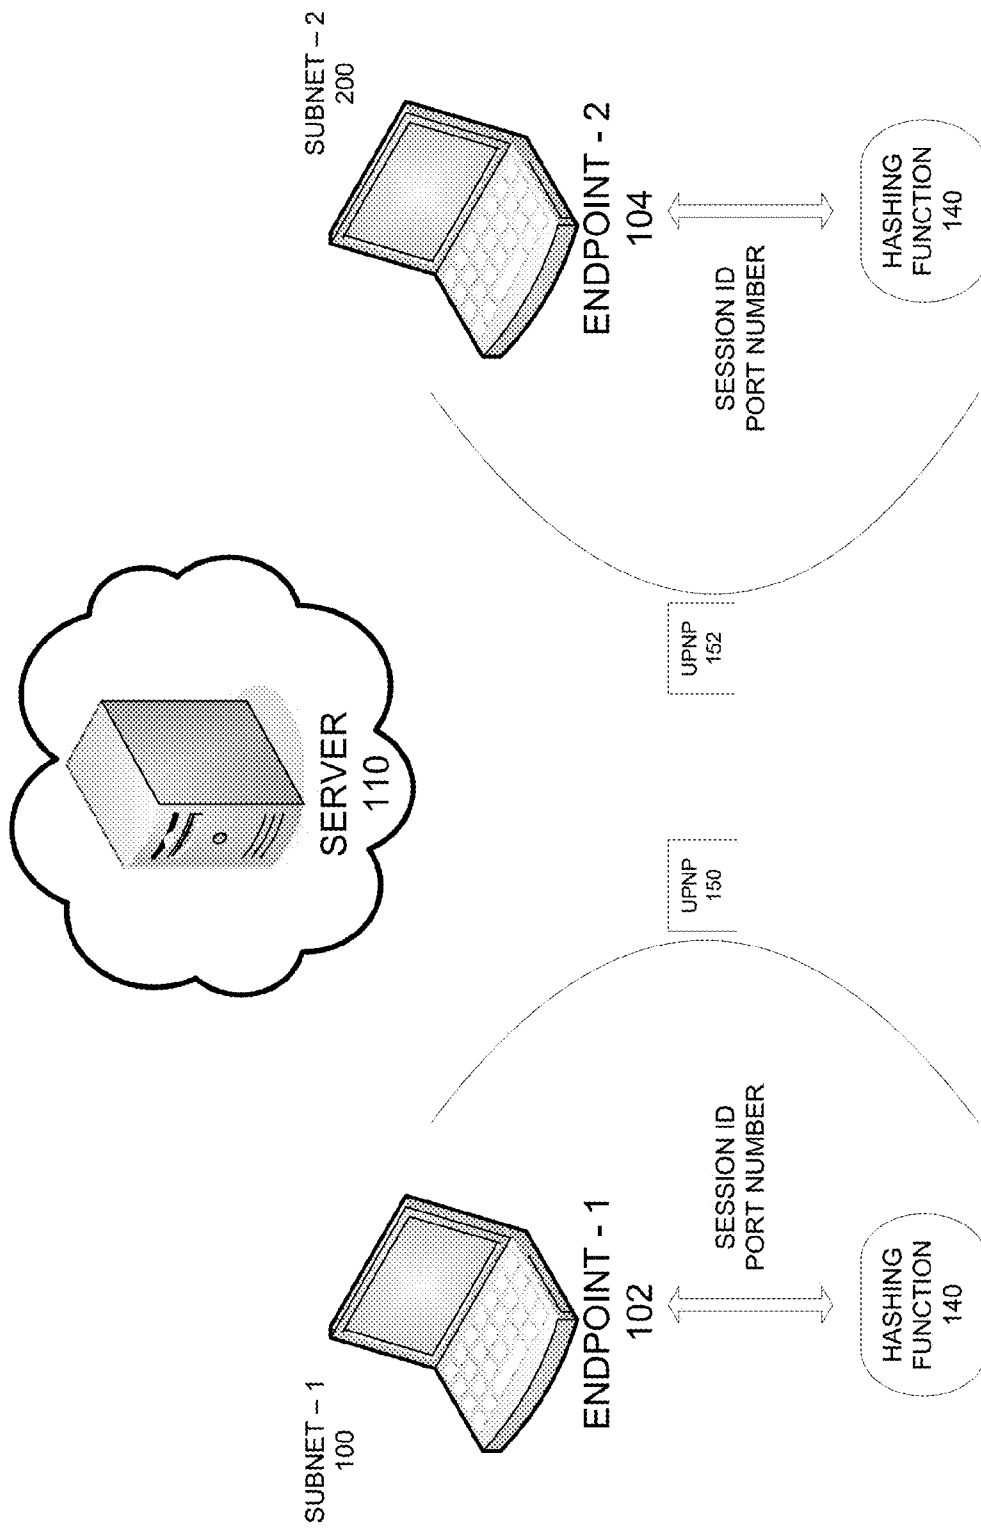 SUBNET – 1
100
SUBNET – 2
200
SERVER
110
ENDPOINT - 1
102
ENDPOINT - 2
104
UPNP
150
UPNP
152
SESSION ID
PORT NUMBER
SESSION ID
PORT NUMBER
HASHING
FUNCTION
140
HASHING
FUNCTION
140